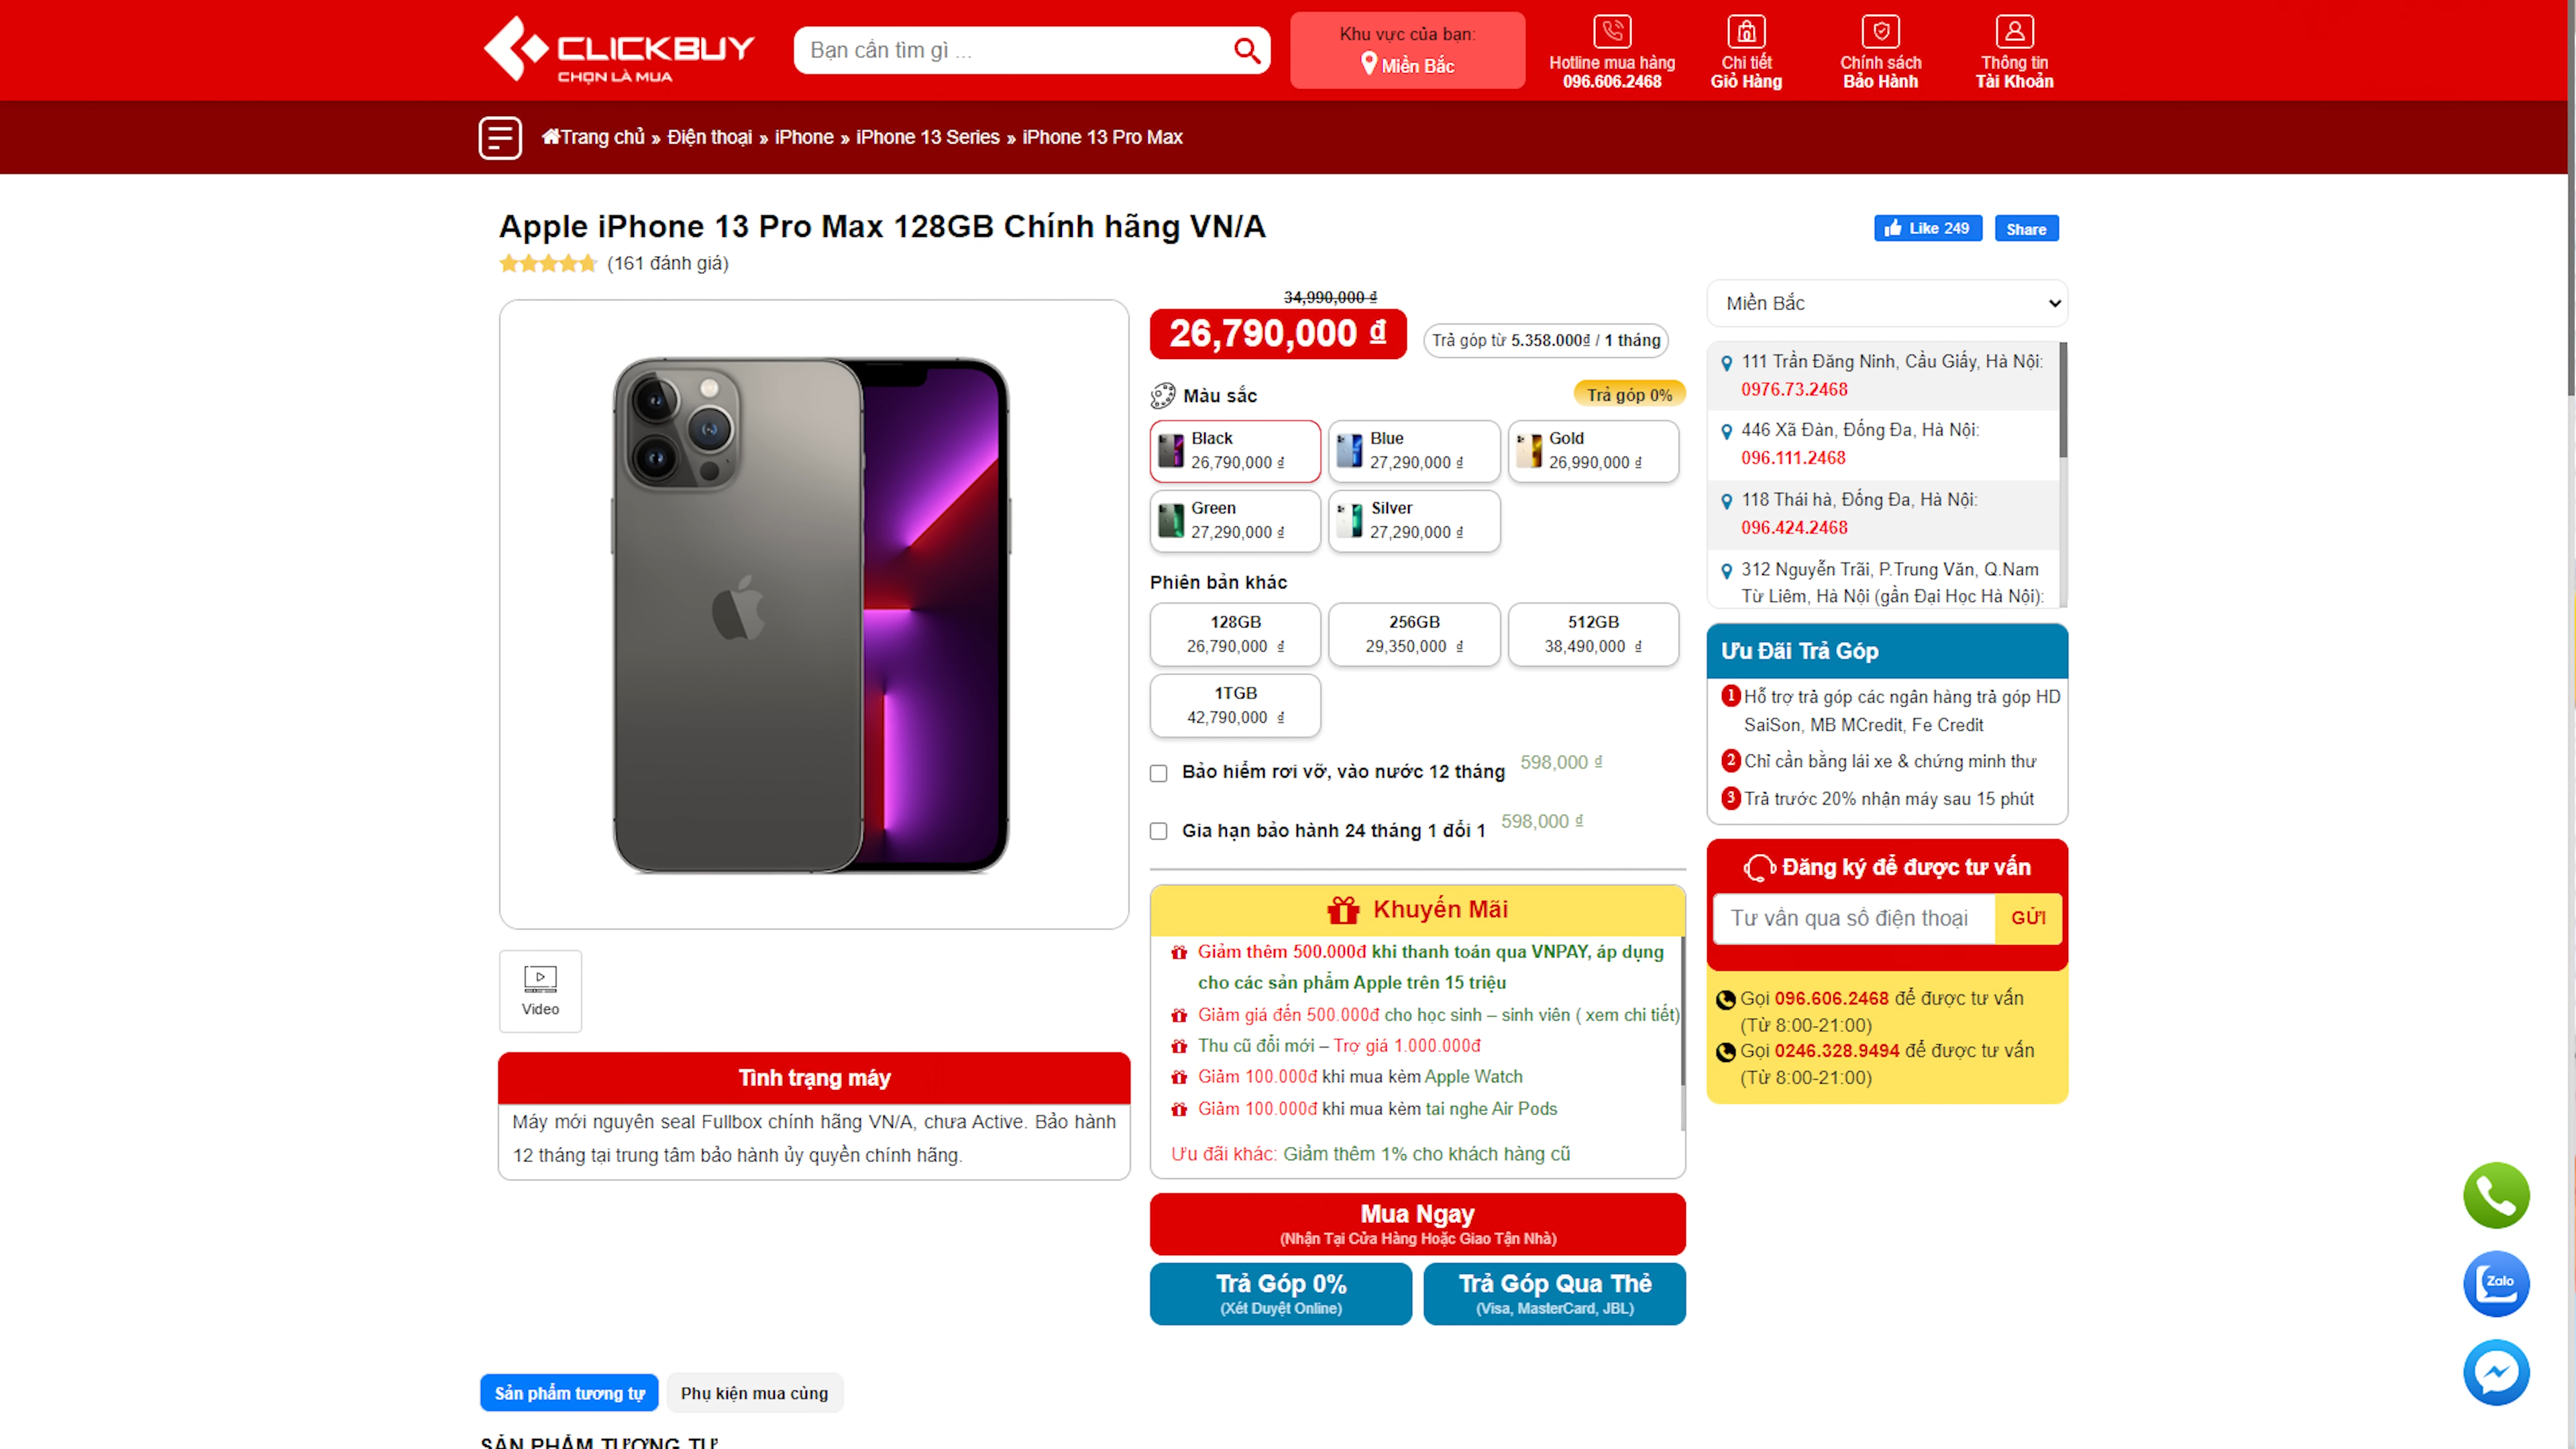 CLICKBUY
CHỌN LÀ MUA
Bạn cần tìm gì ...
Khu vực của bạn:
Miền Bắc
Hotline mua hàng
096.606.2468
Chi tiết
Giỏ Hàng
Chính sách
Bảo Hành
Thông tin
Tài Khoản
Trang chủ » Điện thoại » iPhone » iPhone 13 Series » iPhone 13 Pro Max
Apple iPhone 13 Pro Max 128GB Chính hãng VN/A
(161 đánh giá)
Like 249
Share
34,990,000 ₫
26,790,000 ₫
Trả góp từ 5.358.000₫ / 1 tháng
Màu sắc
Trả góp 0%
Black
26,790,000 ₫
Blue
27,290,000 ₫
Gold
26,990,000 ₫
Green
27,290,000 ₫
Silver
27,290,000 ₫
Phiên bản khác
128GB
26,790,000 ₫
256GB
29,350,000 ₫
512GB
38,490,000 ₫
1TGB
42,790,000 ₫
Bảo hiểm rơi vỡ, vào nước 12 tháng 598,000 ₫
Gia hạn bảo hành 24 tháng 1 đổi 1 598,000 ₫
Khuyến Mãi
Giảm thêm 500.000đ khi thanh toán qua VNPAY, áp dụng
cho các sản phẩm Apple trên 15 triệu
Giảm giá đến 500.000đ cho học sinh – sinh viên ( xem chi tiết)
Thu cũ đổi mới – Trợ giá 1.000.000đ
Giảm 100.000đ khi mua kèm Apple Watch
Giảm 100.000đ khi mua kèm tai nghe Air Pods
Ưu đãi khác: Giảm thêm 1% cho khách hàng cũ
Mua Ngay
(Nhận Tại Cửa Hàng Hoặc Giao Tận Nhà)
Trả Góp 0%
(Xét Duyệt Online)
Trả Góp Qua Thẻ
(Visa, MasterCard, JBL)
Miền Bắc
111 Trần Đăng Ninh, Cầu Giấy, Hà Nội:
0976.73.2468
446 Xã Đàn, Đống Đa, Hà Nội:
096.111.2468
118 Thái hà, Đống Đa, Hà Nội:
096.424.2468
312 Nguyễn Trãi, P.Trung Văn, Q.Nam
Từ Liêm, Hà Nội (gần Đại Học Hà Nội):
Ưu Đãi Trả Góp
1 Hỗ trợ trả góp các ngân hàng trả góp HD
SaiSon, MB MCredit, Fe Credit
2 Chỉ cần bằng lái xe & chứng minh thư
3 Trả trước 20% nhận máy sau 15 phút
Đăng ký để được tư vấn
Tư vấn qua số điện thoại
GỬI
Gọi 096.606.2468 để được tư vấn
(Từ 8:00-21:00)
Gọi 0246.328.9494 để được tư vấn
(Từ 8:00-21:00)
Video
Tình trạng máy
Máy mới nguyên seal Fullbox chính hãng VN/A, chưa Active. Bảo hành
12 tháng tại trung tâm bảo hành ủy quyền chính hãng.
Zalo
Sản phẩm tương tự
Phụ kiện mua cùng
SẢN PHẨM TƯƠNG TỰ